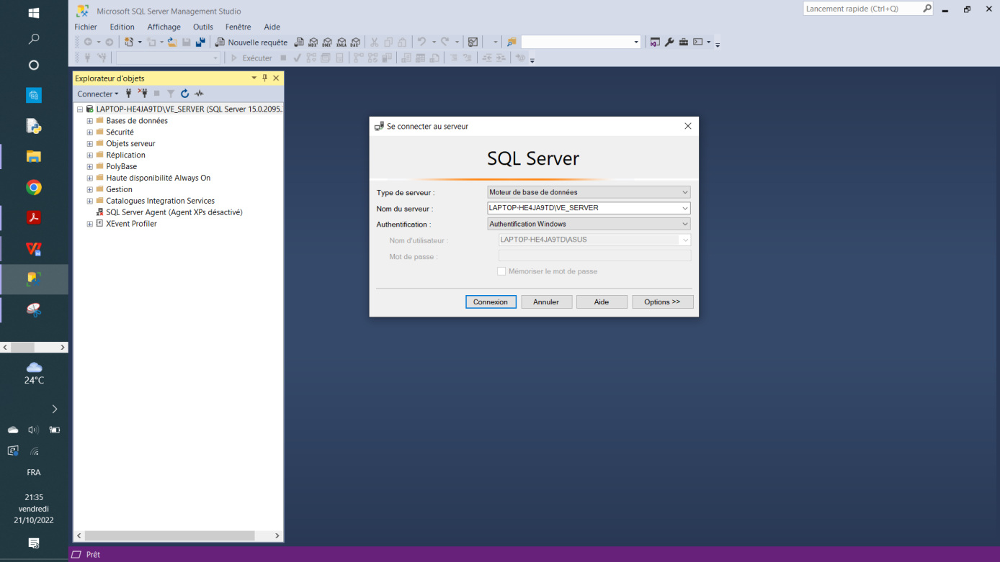 Microsoft SQL Server Management Studio
Lancement rapide (Ctrl+Q)
Fichier Edition Affichage Outils Fenêtre Aide
Nouvelle requête MDX DMX XMLA DAX
Exécuter
Explorateur d'objets
Connecter
LAPTOP-HE4JA9TD\VE_SERVER (SQL Server 15.0.2095.
Bases de données
Sécurité
Objets serveur
Réplication
PolyBase
Haute disponibilité Always On
Gestion
Catalogues Integration Services
SQL Server Agent (Agent XPs désactivé)
XEvent Profiler
Se connecter au serveur
SQL Server
Type de serveur : Moteur de base de données
Nom du serveur : LAPTOP-HE4JA9TD\VE_SERVER
Authentification : Authentification Windows
Nom d'utilisateur : LAPTOP-HE4JA9TD\ASUS
Mot de passe :
Mémoriser le mot de passe
Connexion Annuler Aide Options >>
24°C
FRA
21:35
vendredi
21/10/2022
Prêt